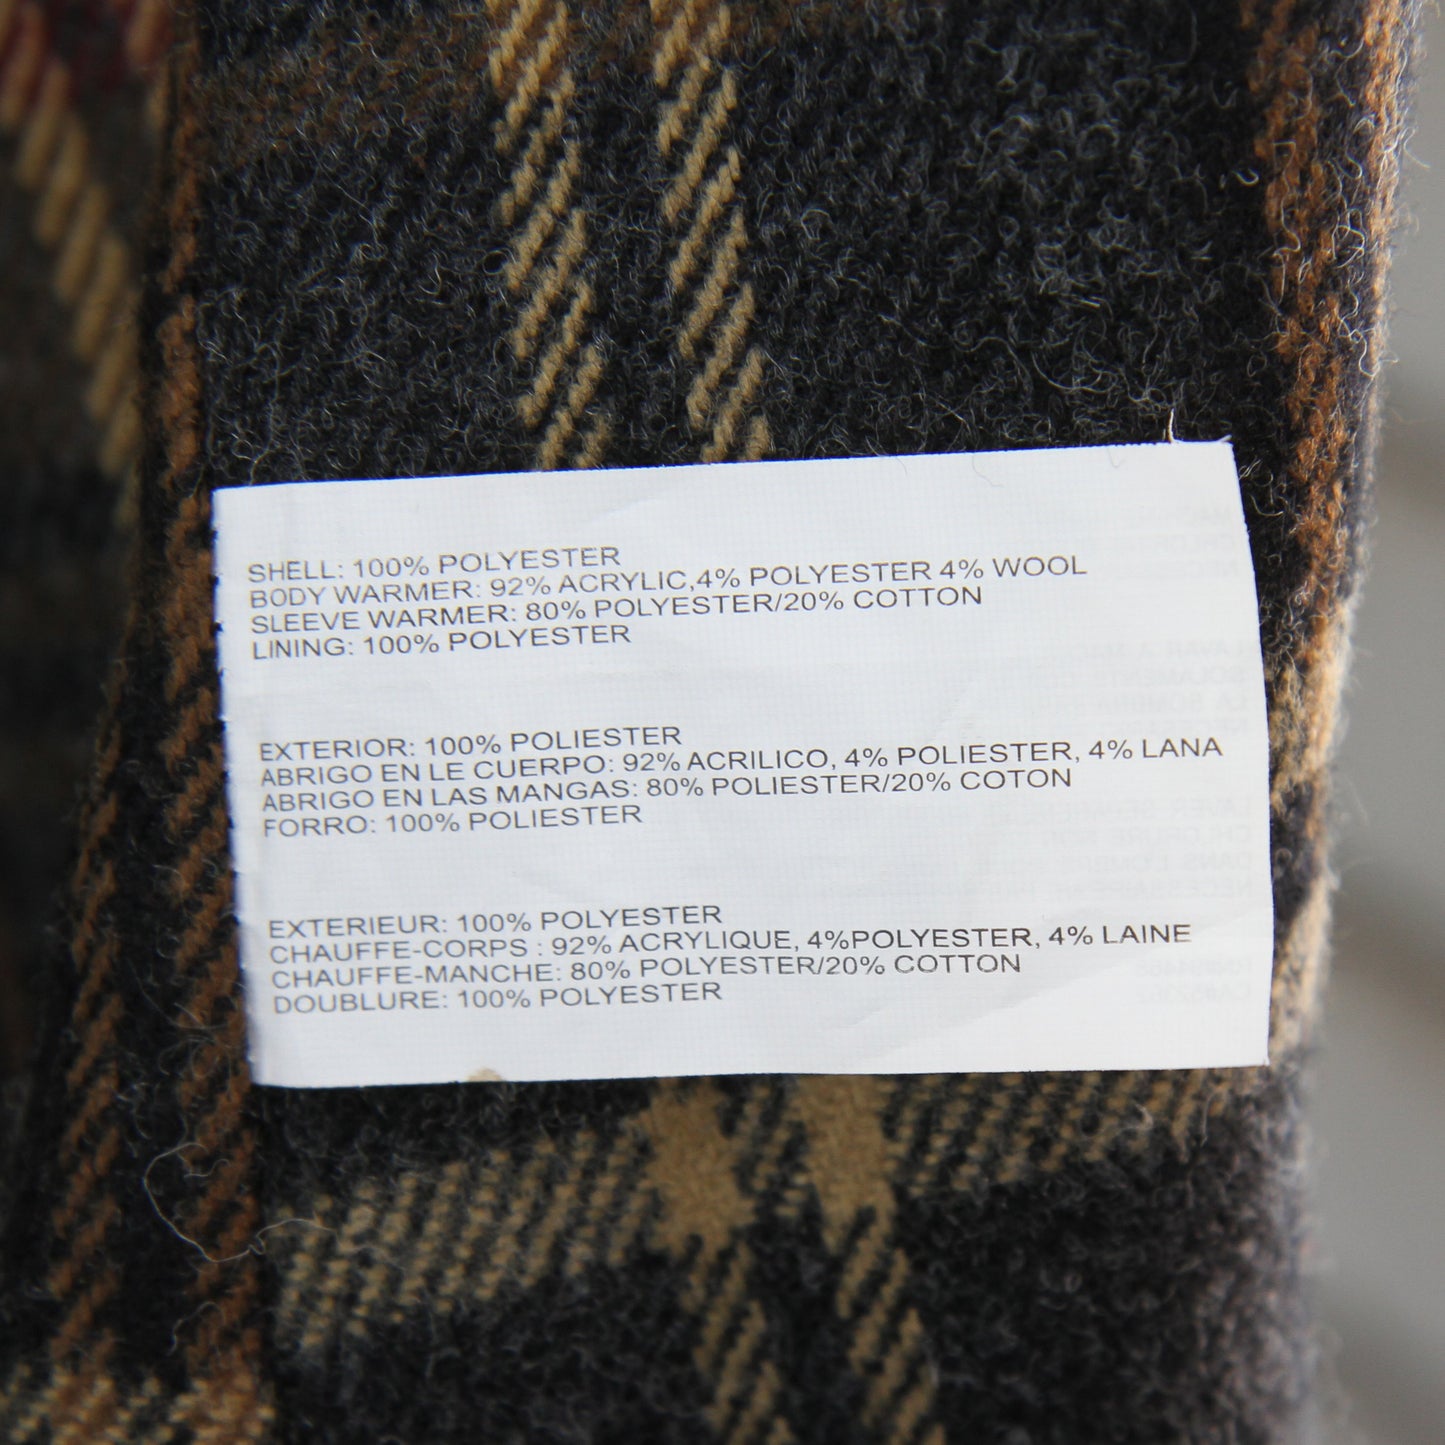 SHELL: 100% POLYESTER
BODY WARMER: 92% ACRYLIC,4% POLYESTER 4% WOOL
SLEEVE WARMER: 80% POLYESTER/20% COTTON
LINING: 100% POLYESTER
EXTERIOR: 100% POLIESTER
ABRIGO EN LE CUERPO: 92% ACRILICO, 4% POLIESTER, 4% LANA
ABRIGO EN LAS MANGAS: 80% POLIESTER/20% COTON
FORRO: 100% POLIESTER
EXTERIEUR: 100% POLYESTER
CHAUFFE-CORPS : 92% ACRYLIQUE, 4%POLYESTER, 4% LAINE
CHAUFFE-MANCHE: 80% POLYESTER/20% COTTON
DOUBLURE: 100% POLYESTER